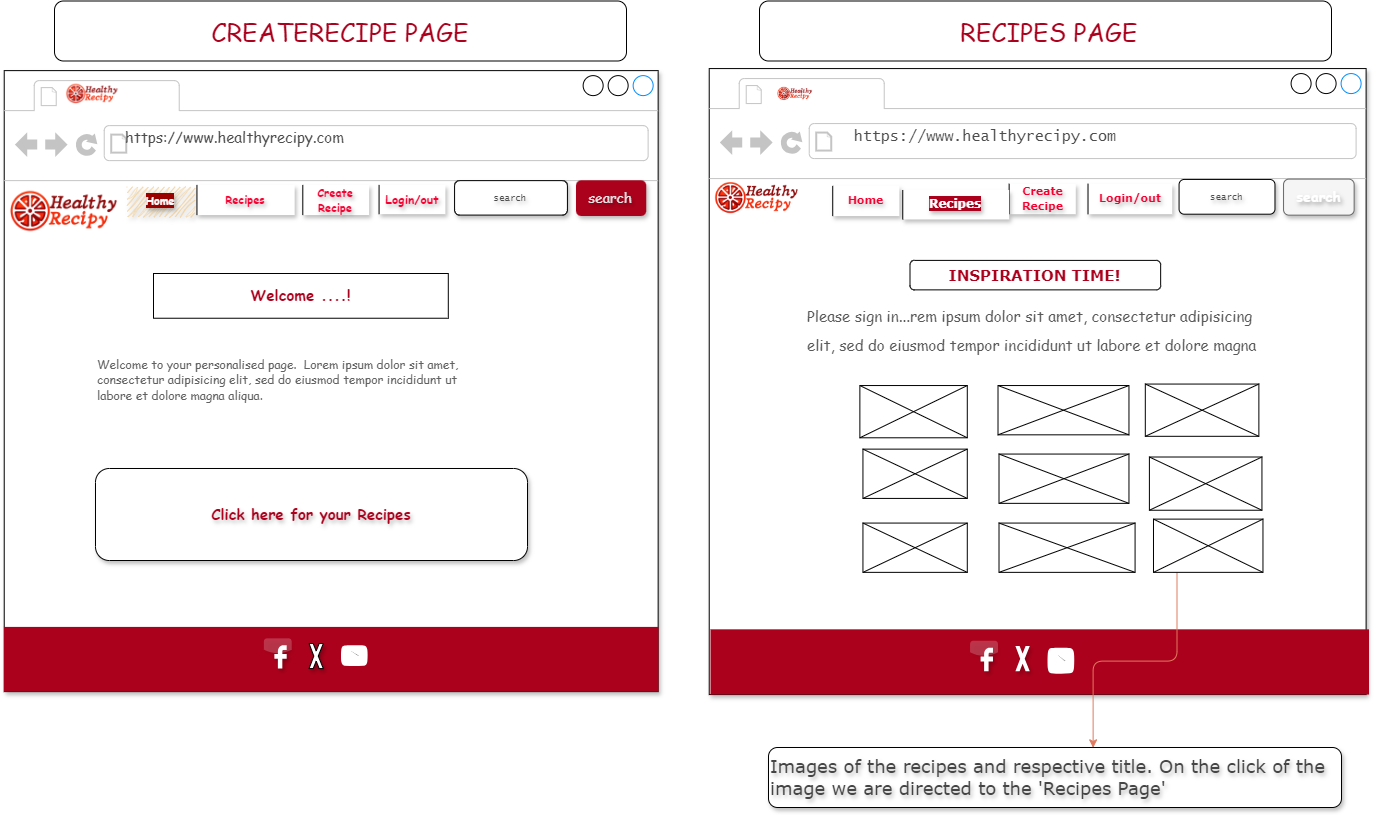 CREATERECIPE PAGE
Healthy
Recipy
https://www.healthyrecipy.com
Healthy
Recipy
Home
Recipes
Create
Recipe
Login/out
search
search
Welcome ....!
Welcome to your personalised page.  Lorem ipsum dolor sit amet,
consectetur adipisicing elit, sed do eiusmod tempor incididunt ut
labore et dolore magna aliqua.
Click here for your Recipes
f
X
RECIPES PAGE
Healthy
Recipy
https://www.healthyrecipy.com
Healthy
Recipy
Home
Recipes
Create
Recipe
Login/out
search
search
INSPIRATION TIME!
Please sign in...rem ipsum dolor sit amet, consectetur adipisicing
elit, sed do eiusmod tempor incididunt ut labore et dolore magna
f
X
Images of the recipes and respective title. On the click of the
image we are directed to the 'Recipes Page'